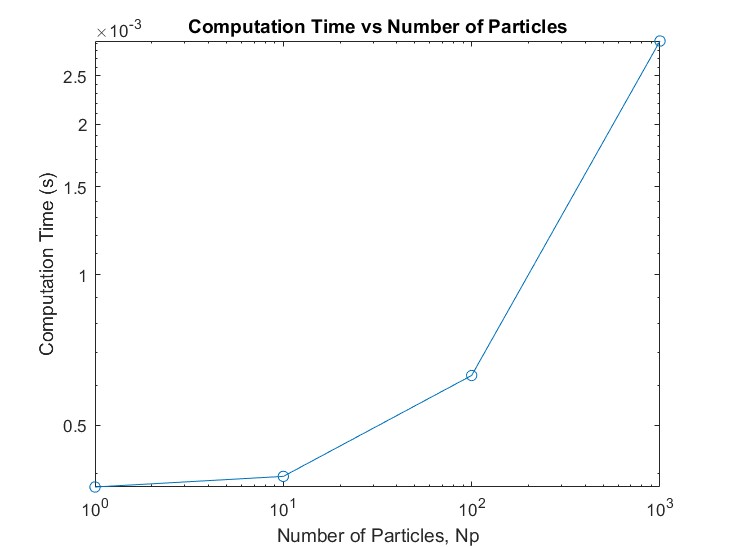 Computation Time vs Number of Particles
×10⁻³
2.5
2
1.5
1
0.5
Computation Time (s)
10⁰ 10¹ 10² 10³
Number of Particles, Np